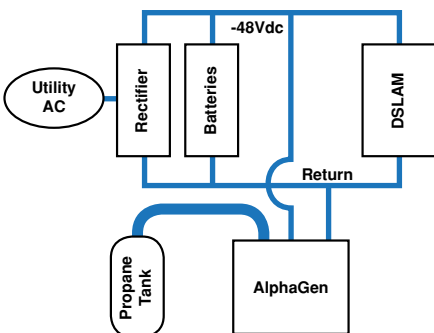 -48Vdc
Utility
AC
Rectifier
Batteries
DSLAM
Return
Propane
Tank
AlphaGen